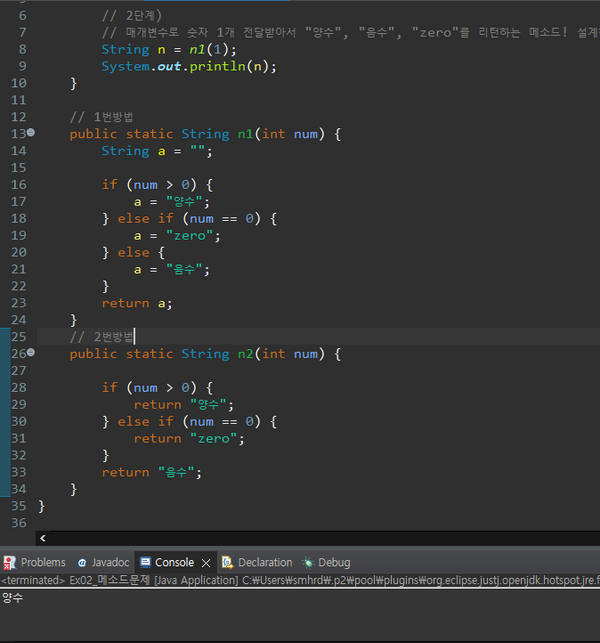 6 // 2단계)
7 // 매개변수로 숫자 1개 전달받아서 "양수", "음수", "zero"를 리턴하는 메소드! 설계
8 String n = n1(1);
9 System.out.println(n);
10 }
11
12 // 1번방법
13 public static String n1(int num) {
14 String a = "";
15
16 if (num > 0) {
17 a = "양수";
18 } else if (num == 0) {
19 a = "zero";
20 } else {
21 a = "음수";
22 }
23 return a;
24 }
25 // 2번방법
26 public static String n2(int num) {
27
28 if (num > 0) {
29 return "양수";
30 } else if (num == 0) {
31 return "zero";
32 }
33 return "음수";
34 }
35 }
36
Problems Javadoc Console Declaration Debug
<terminated> Ex02_메소드문제 [Java Application] C:₩Users₩smhrd₩.p2₩pool₩plugins₩org.eclipse.justj.openjdk.hotspot.jre.f
양수